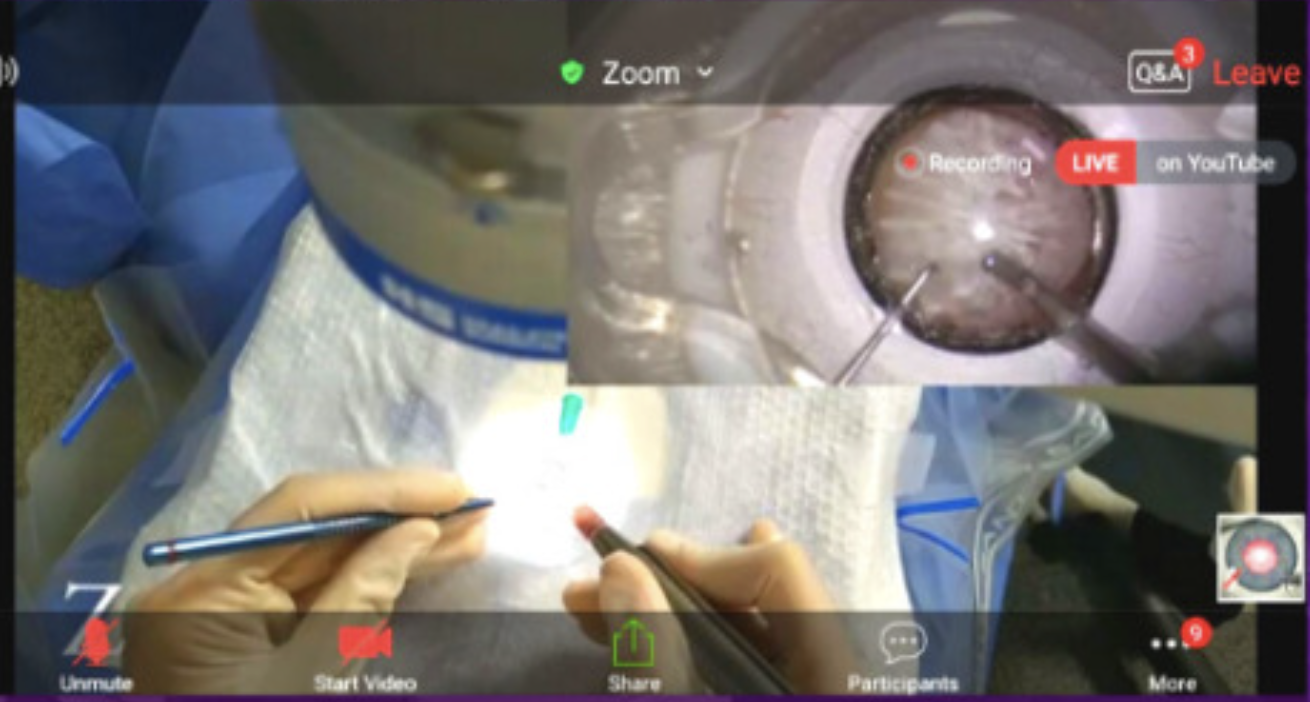 Zoom
Q&A
3
Leave
Recording
LIVE
on YouTube
Z
Unmute
Start Video
Share
Participants
9
More